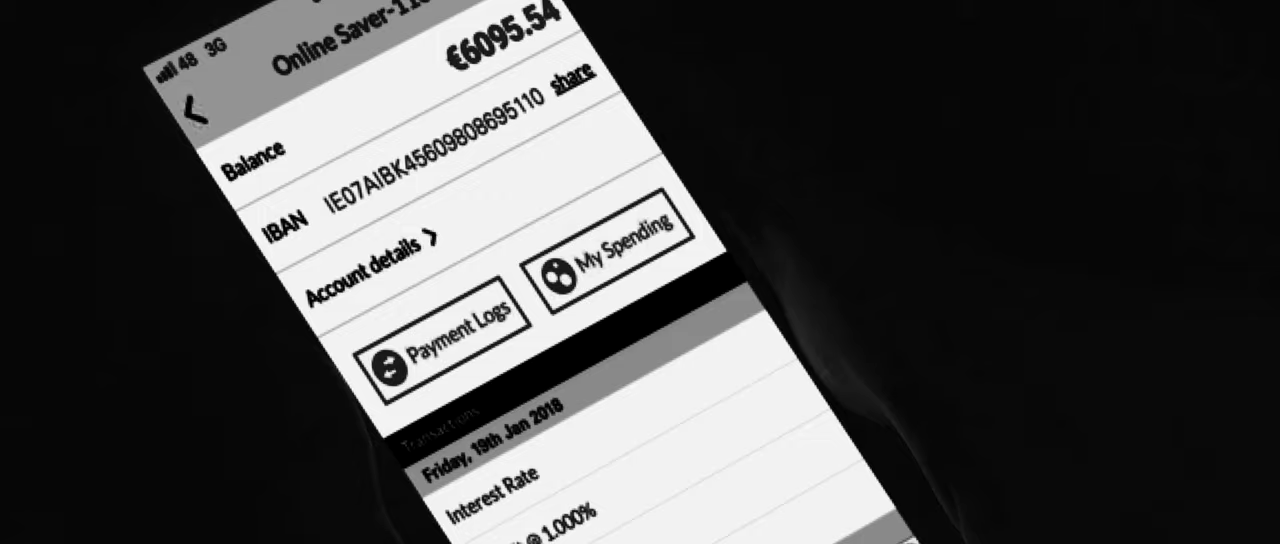 48 3G
Online Saver-110
€6095.54
Balance
IBAN IE07AIBK45609808695110 share
Account details
Payment Logs My Spending
Transactions
Friday, 19th Jan 2018
Interest Rate
@ 1.000%